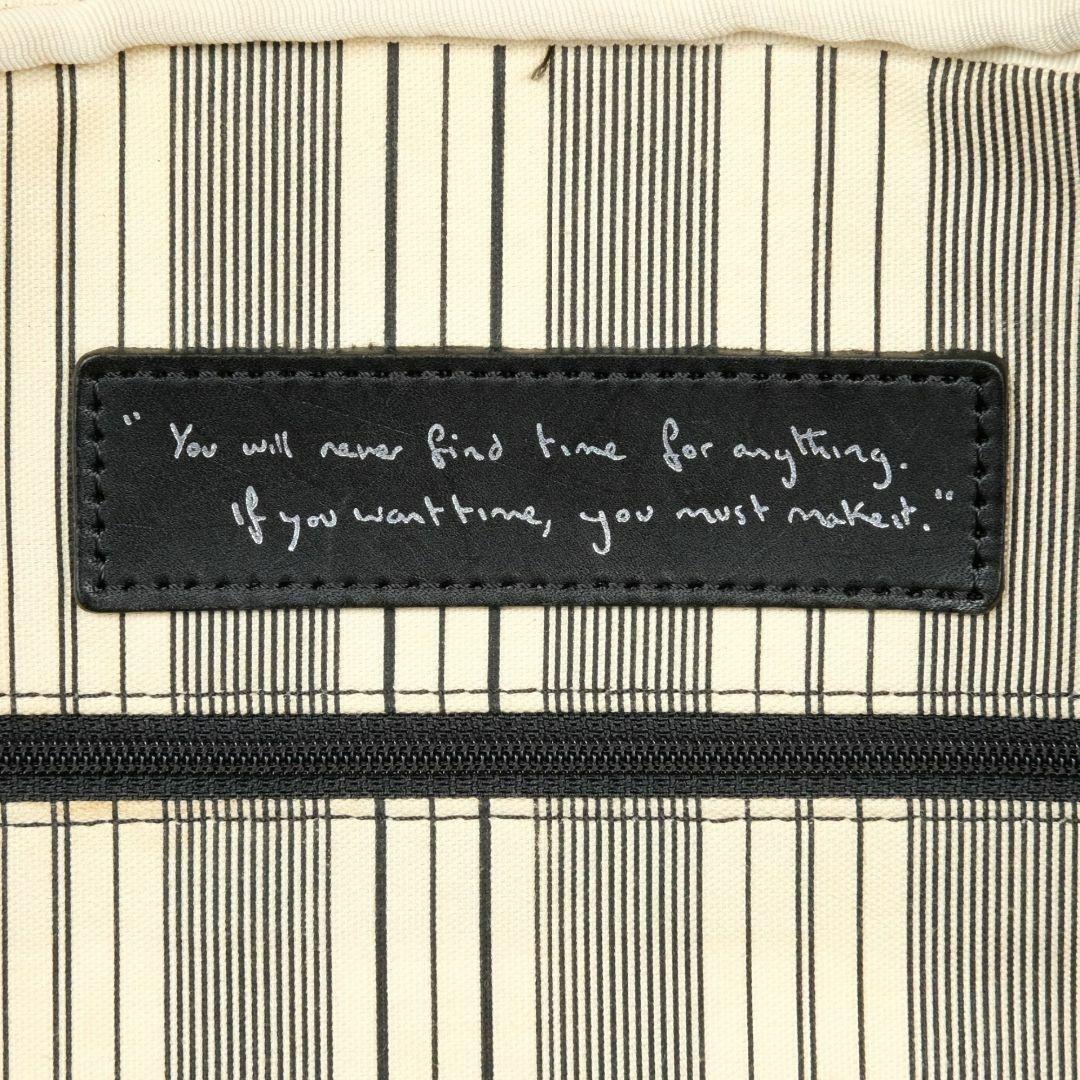 "You will never find time for anything.
If you want time, you must make it."